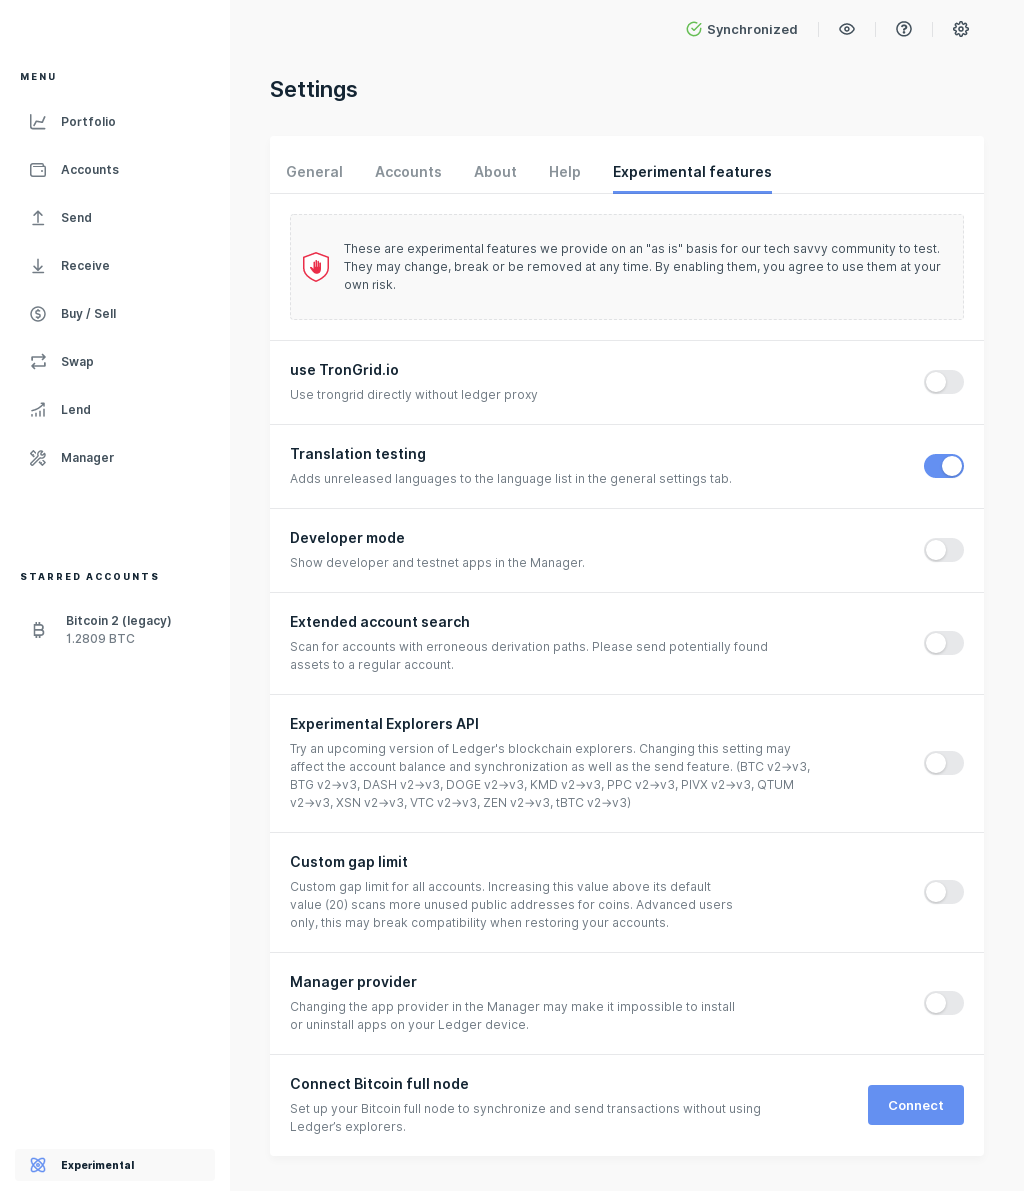 Synchronized
MENU
Portfolio
Accounts
Send
Receive
Buy / Sell
Swap
Lend
Manager
STARRED ACCOUNTS
Bitcoin 2 (legacy)
1.2809 BTC
Experimental
Settings
General Accounts About Help Experimental features
These are experimental features we provide on an "as is" basis for our tech savvy community to test.
They may change, break or be removed at any time. By enabling them, you agree to use them at your
own risk.
use TronGrid.io
Use trongrid directly without ledger proxy
Translation testing
Adds unreleased languages to the language list in the general settings tab.
Developer mode
Show developer and testnet apps in the Manager.
Extended account search
Scan for accounts with erroneous derivation paths. Please send potentially found
assets to a regular account.
Experimental Explorers API
Try an upcoming version of Ledger's blockchain explorers. Changing this setting may
affect the account balance and synchronization as well as the send feature. (BTC v2→v3,
BTG v2→v3, DASH v2→v3, DOGE v2→v3, KMD v2→v3, PPC v2→v3, PIVX v2→v3, QTUM
v2→v3, XSN v2→v3, VTC v2→v3, ZEN v2→v3, tBTC v2→v3)
Custom gap limit
Custom gap limit for all accounts. Increasing this value above its default
value (20) scans more unused public addresses for coins. Advanced users
only, this may break compatibility when restoring your accounts.
Manager provider
Changing the app provider in the Manager may make it impossible to install
or uninstall apps on your Ledger device.
Connect Bitcoin full node
Set up your Bitcoin full node to synchronize and send transactions without using
Ledger's explorers.
Connect